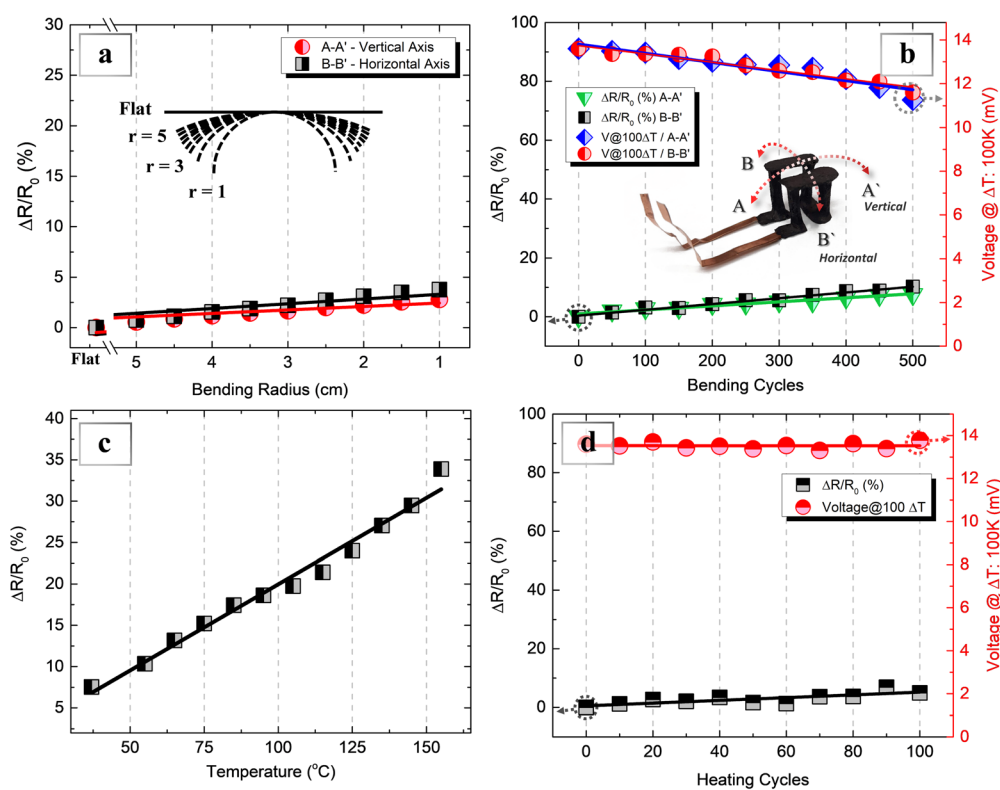 a
A-A' - Vertical Axis
B-B' - Horizontal Axis
Flat
r = 5
r = 3
r = 1
ΔR/R₀ (%)
30
25
20
15
10
5
0
Flat
5
4
3
2
1
Bending Radius (cm)
b
ΔR/R₀ (%) A-A'
ΔR/R₀ (%) B-B'
V@100ΔT / A-A'
V@100ΔT / B-B'
B
A
A`
Vertical
B`
Horizontal
ΔR/R₀ (%)
100
80
60
40
20
0
0
100
200
300
400
500
Bending Cycles
14
12
10
8
6
4
2
0
Voltage @ ΔT: 100K (mV)
c
ΔR/R₀ (%)
40
35
30
25
20
15
10
5
50
75
100
125
150
Temperature (°C)
d
ΔR/R₀ (%)
Voltage@100 ΔT
ΔR/R₀ (%)
100
80
60
40
20
0
0
20
40
60
80
100
Heating Cycles
14
12
10
8
6
4
2
0
Voltage @ ΔT: 100K (mV)